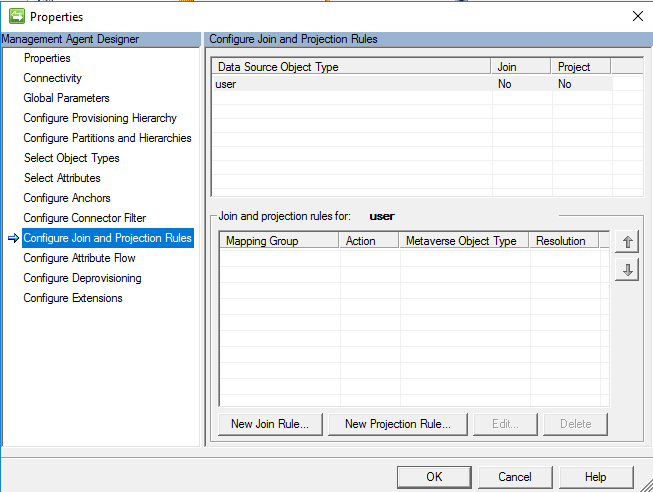 Properties
Management Agent Designer
Properties
Connectivity
Global Parameters
Configure Provisioning Hierarchy
Configure Partitions and Hierarchies
Select Object Types
Select Attributes
Configure Anchors
Configure Connector Filter
Configure Join and Projection Rules
Configure Attribute Flow
Configure Deprovisioning
Configure Extensions
Configure Join and Projection Rules
Data Source Object Type Join Project
user No No
Join and projection rules for: user
Mapping Group Action Metaverse Object Type Resolution
New Join Rule... New Projection Rule... Edit... Delete
OK Cancel Help